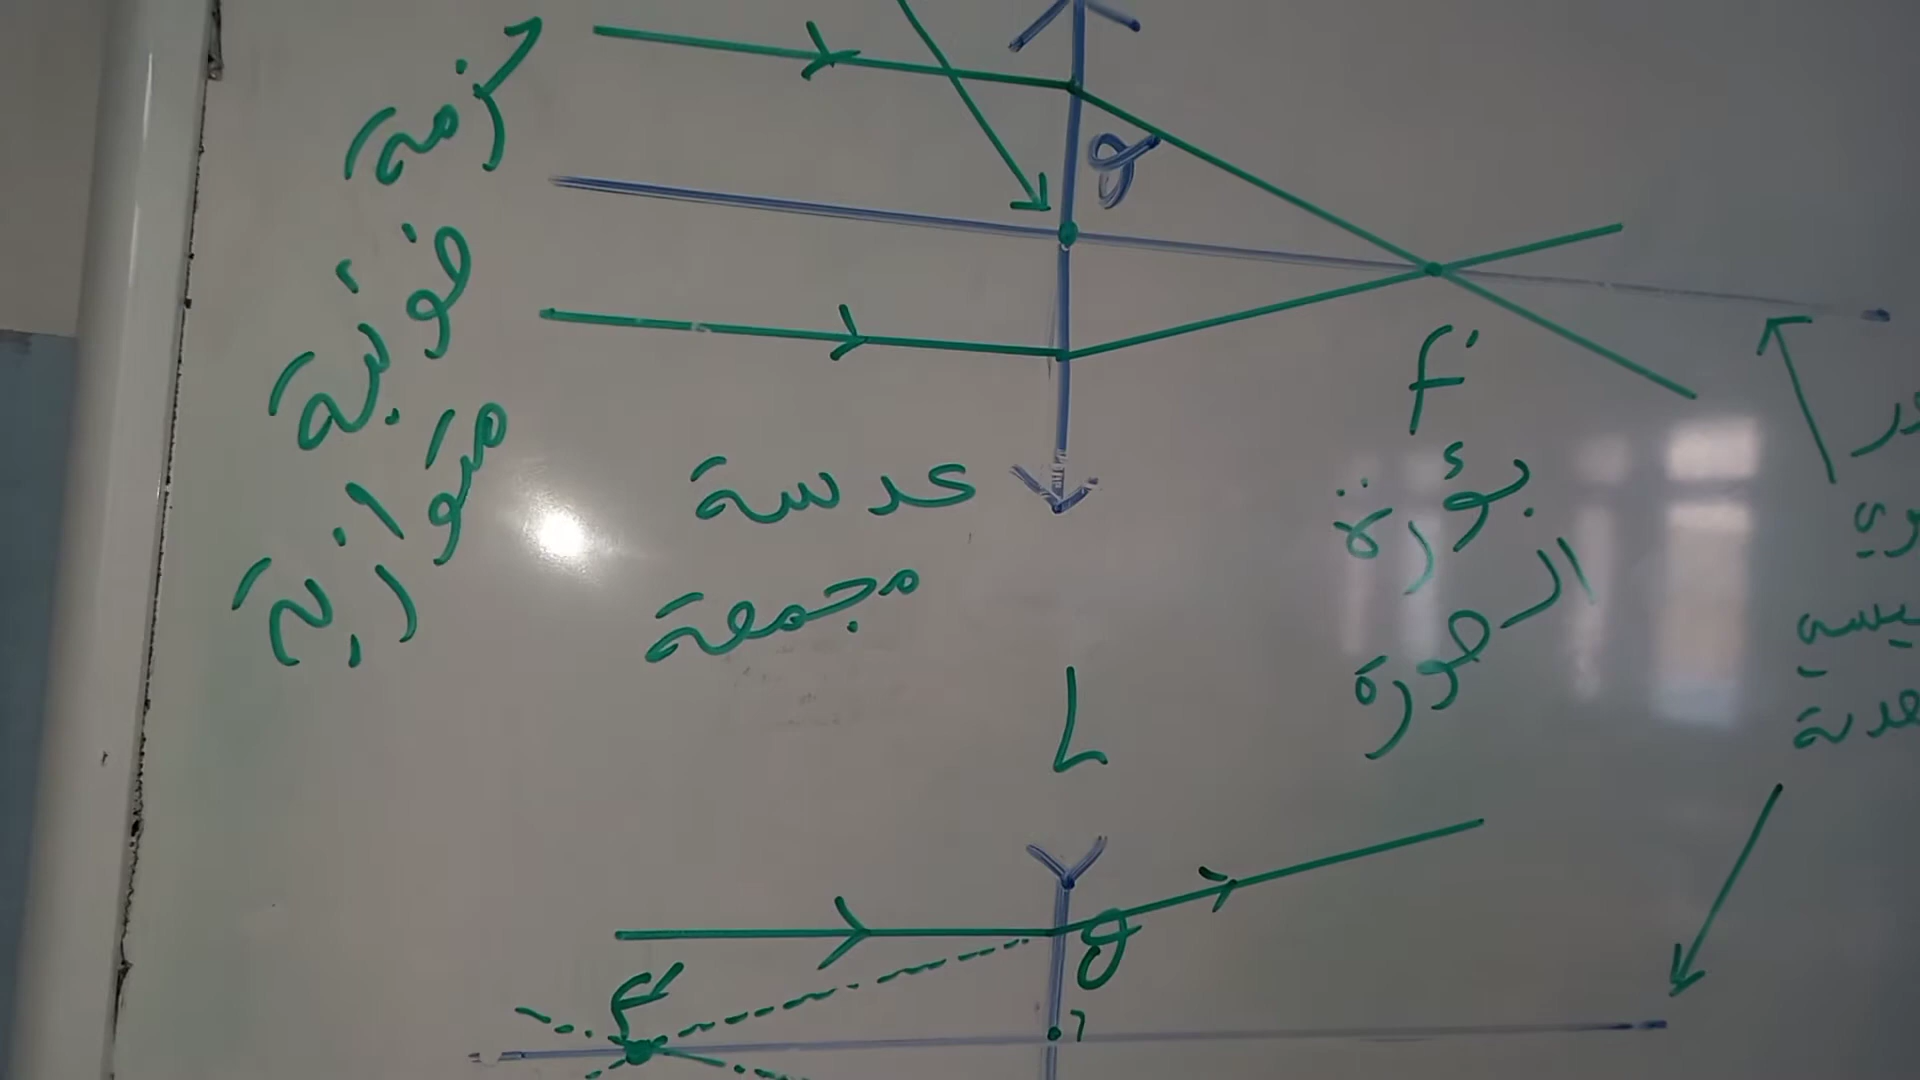 حزمة
ضوئية
متوازية
عدسة
مجمعة
F'
بؤرة
الصورة
L
F'